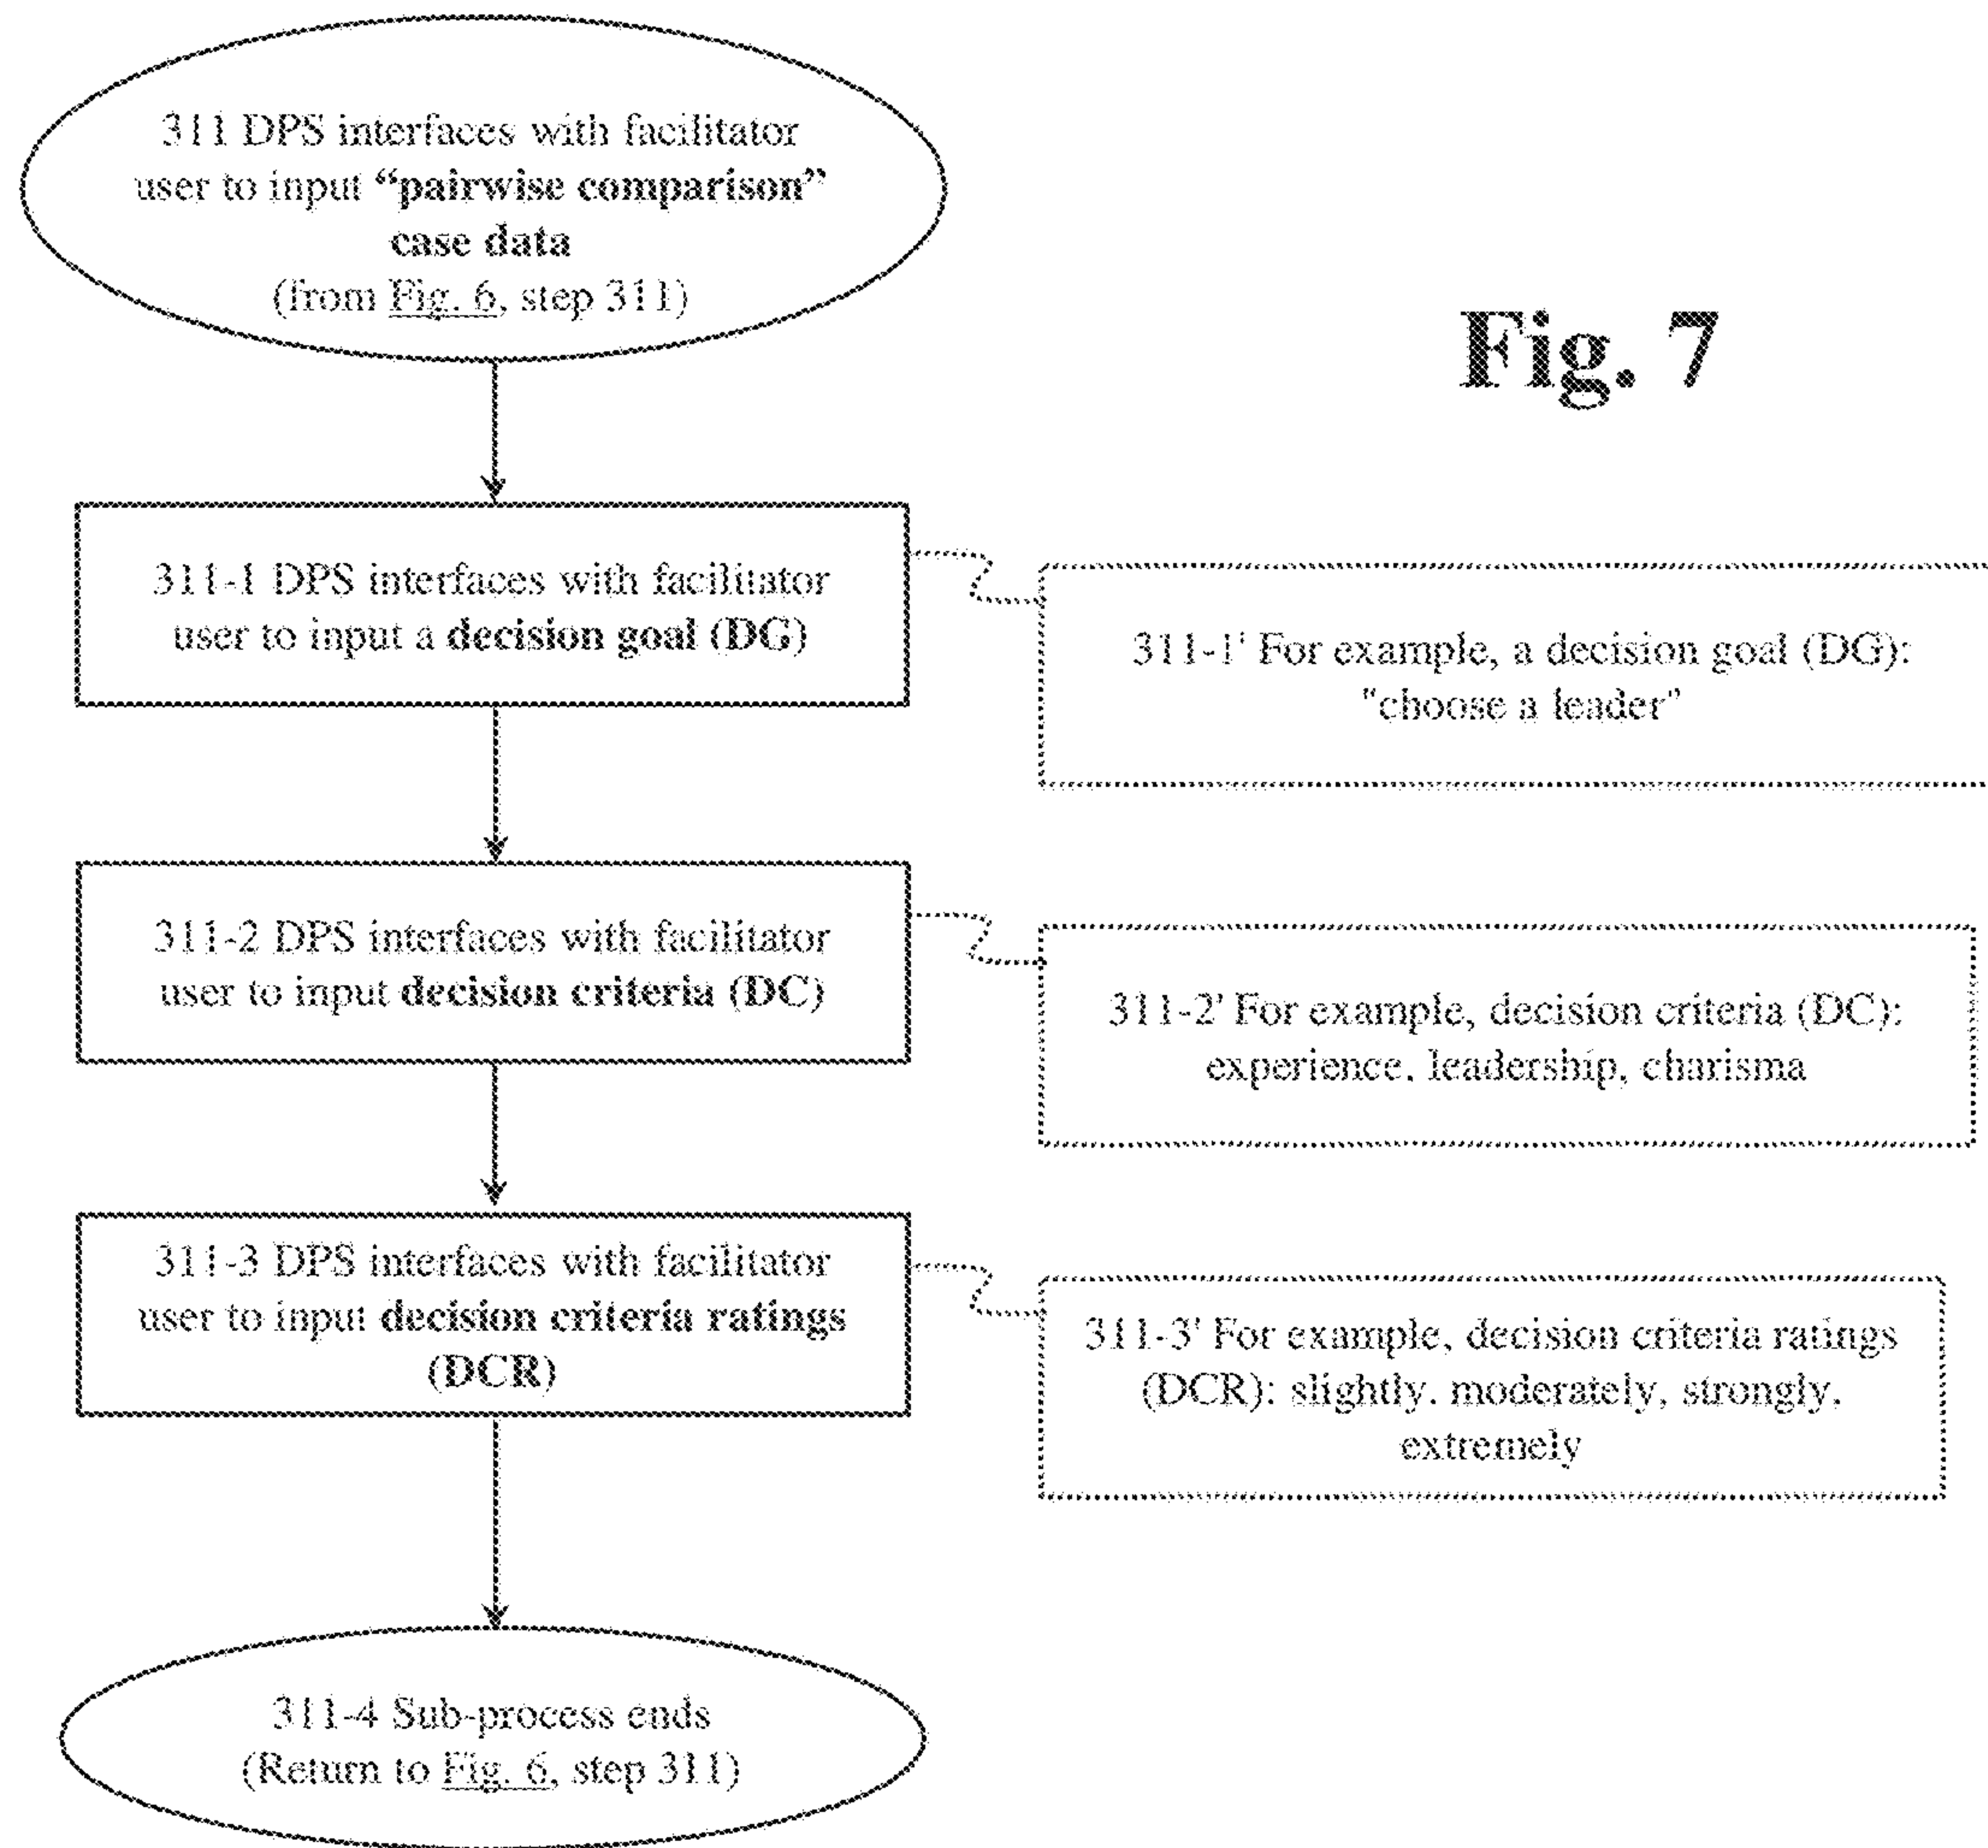 311 DPS interfaces with facilitator
user to input “pairwise comparison”
case data
(from Fig. 6, step 311)
Fig. 7
311-1 DPS interfaces with facilitator
user to input a decision goal (DG)
311-1' For example, a decision goal (DG):
"choose a leader"
311-2 DPS interfaces with facilitator
user to input decision criteria (DC)
311-2' For example, decision criteria (DC):
experience, leadership, charisma
311-3 DPS interfaces with facilitator
user to input decision criteria ratings
(DCR)
311-3' For example, decision criteria ratings
(DCR): slightly, moderately, strongly,
extremely
311-4 Sub-process ends
(Return to Fig. 6, step 311)